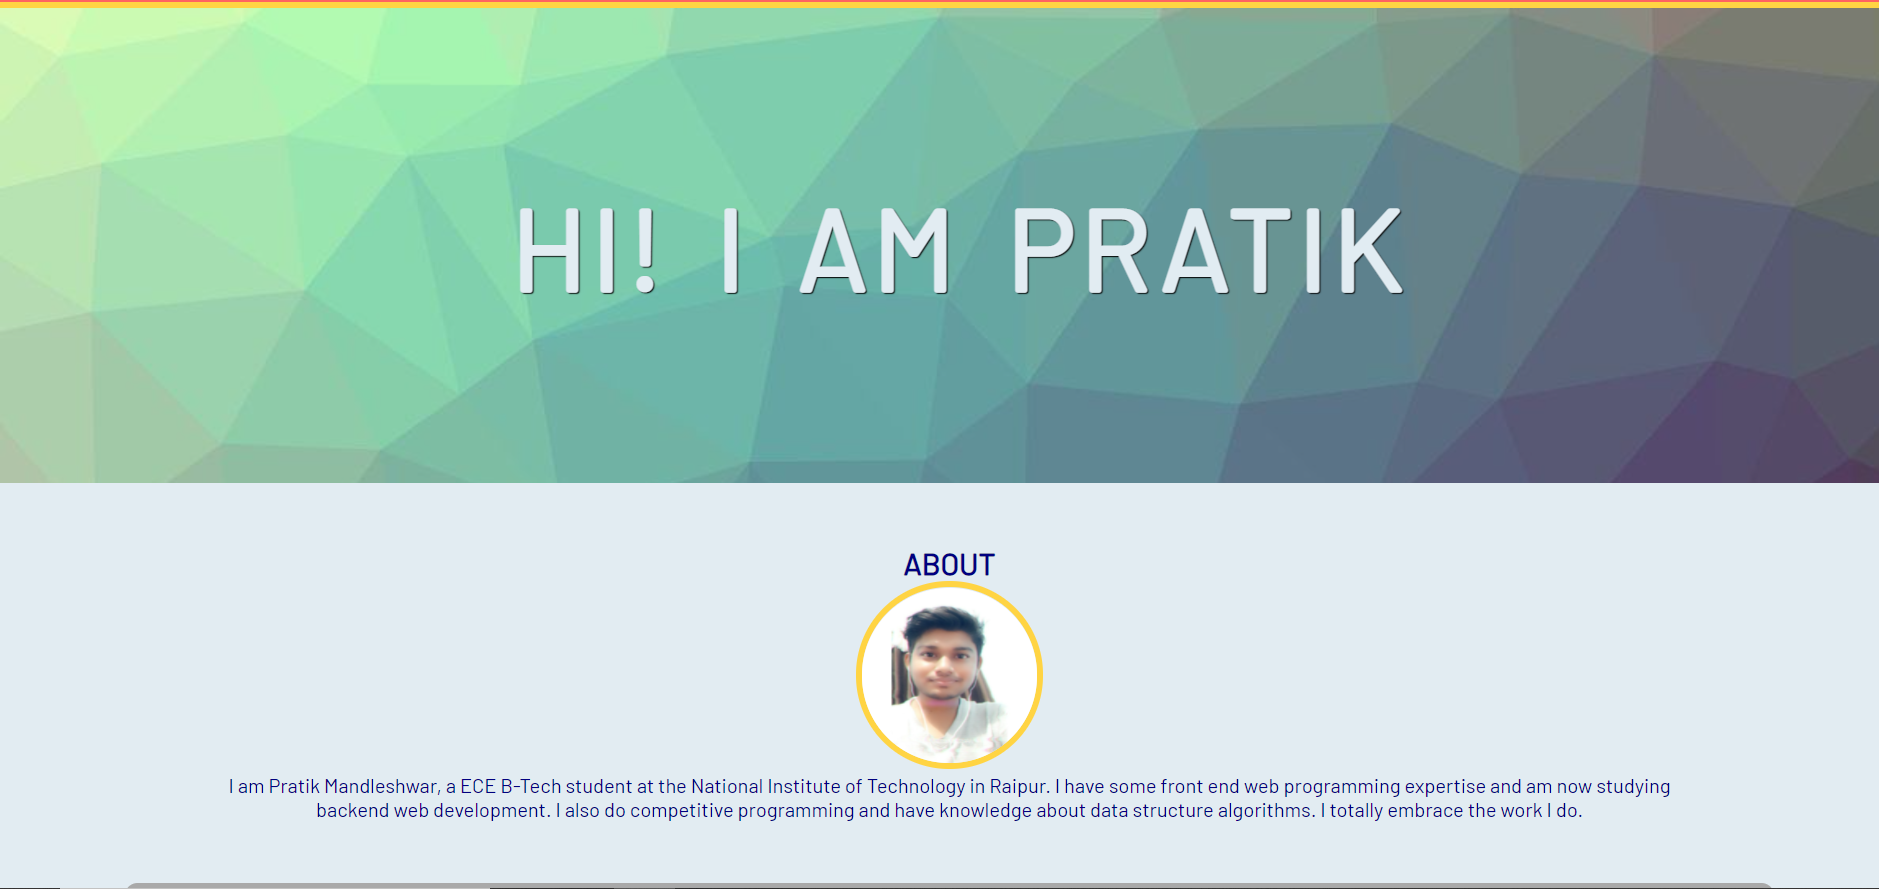 HI! I AM PRATIK
ABOUT
I am Pratik Mandleshwar, a ECE B-Tech student at the National Institute of Technology in Raipur. I have some front end web programming expertise and am now studying
backend web development. I also do competitive programming and have knowledge about data structure algorithms. I totally embrace the work I do.